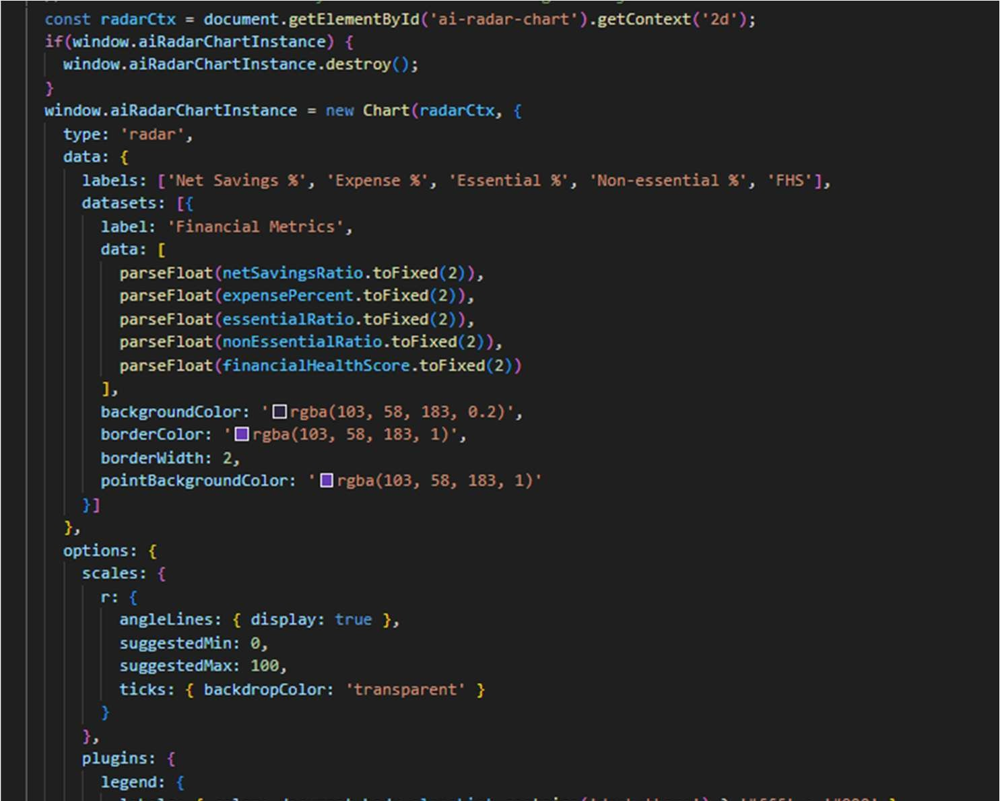 const radarCtx = document.getElementById('ai-radar-chart').getContext('2d');
if(window.aiRadarChartInstance) {
window.aiRadarChartInstance.destroy();
}
window.aiRadarChartInstance = new Chart(radarCtx, {
type: 'radar',
data: {
labels: ['Net Savings %', 'Expense %', 'Essential %', 'Non-essential %', 'FHS'],
datasets: [{
label: 'Financial Metrics',
data: [
parseFloat(netSavingsRatio.toFixed(2)),
parseFloat(expensePercent.toFixed(2)),
parseFloat(essentialRatio.toFixed(2)),
parseFloat(nonEssentialRatio.toFixed(2)),
parseFloat(financialHealthScore.toFixed(2))
],
backgroundColor: 'rgba(103, 58, 183, 0.2)',
borderColor: 'rgba(103, 58, 183, 1)',
borderWidth: 2,
pointBackgroundColor: 'rgba(103, 58, 183, 1)'
}]
},
options: {
scales: {
r: {
angleLines: { display: true },
suggestedMin: 0,
suggestedMax: 100,
ticks: { backdropColor: 'transparent' }
}
},
plugins: {
legend: {